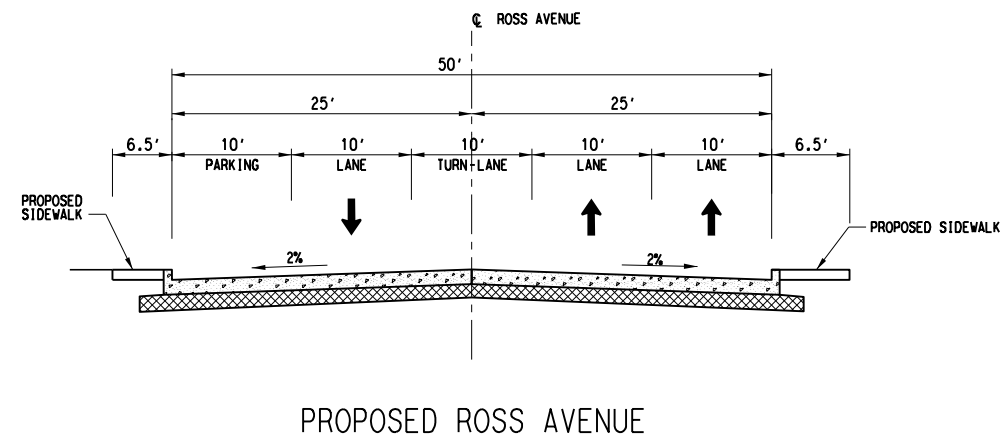 ℄ ROSS AVENUE
50'
25' 25'
6.5' 10' 10' 10' 10' 10' 6.5'
PARKING LANE TURN-LANE LANE LANE
PROPOSED
SIDEWALK
PROPOSED SIDEWALK
2% 2%
PROPOSED ROSS AVENUE